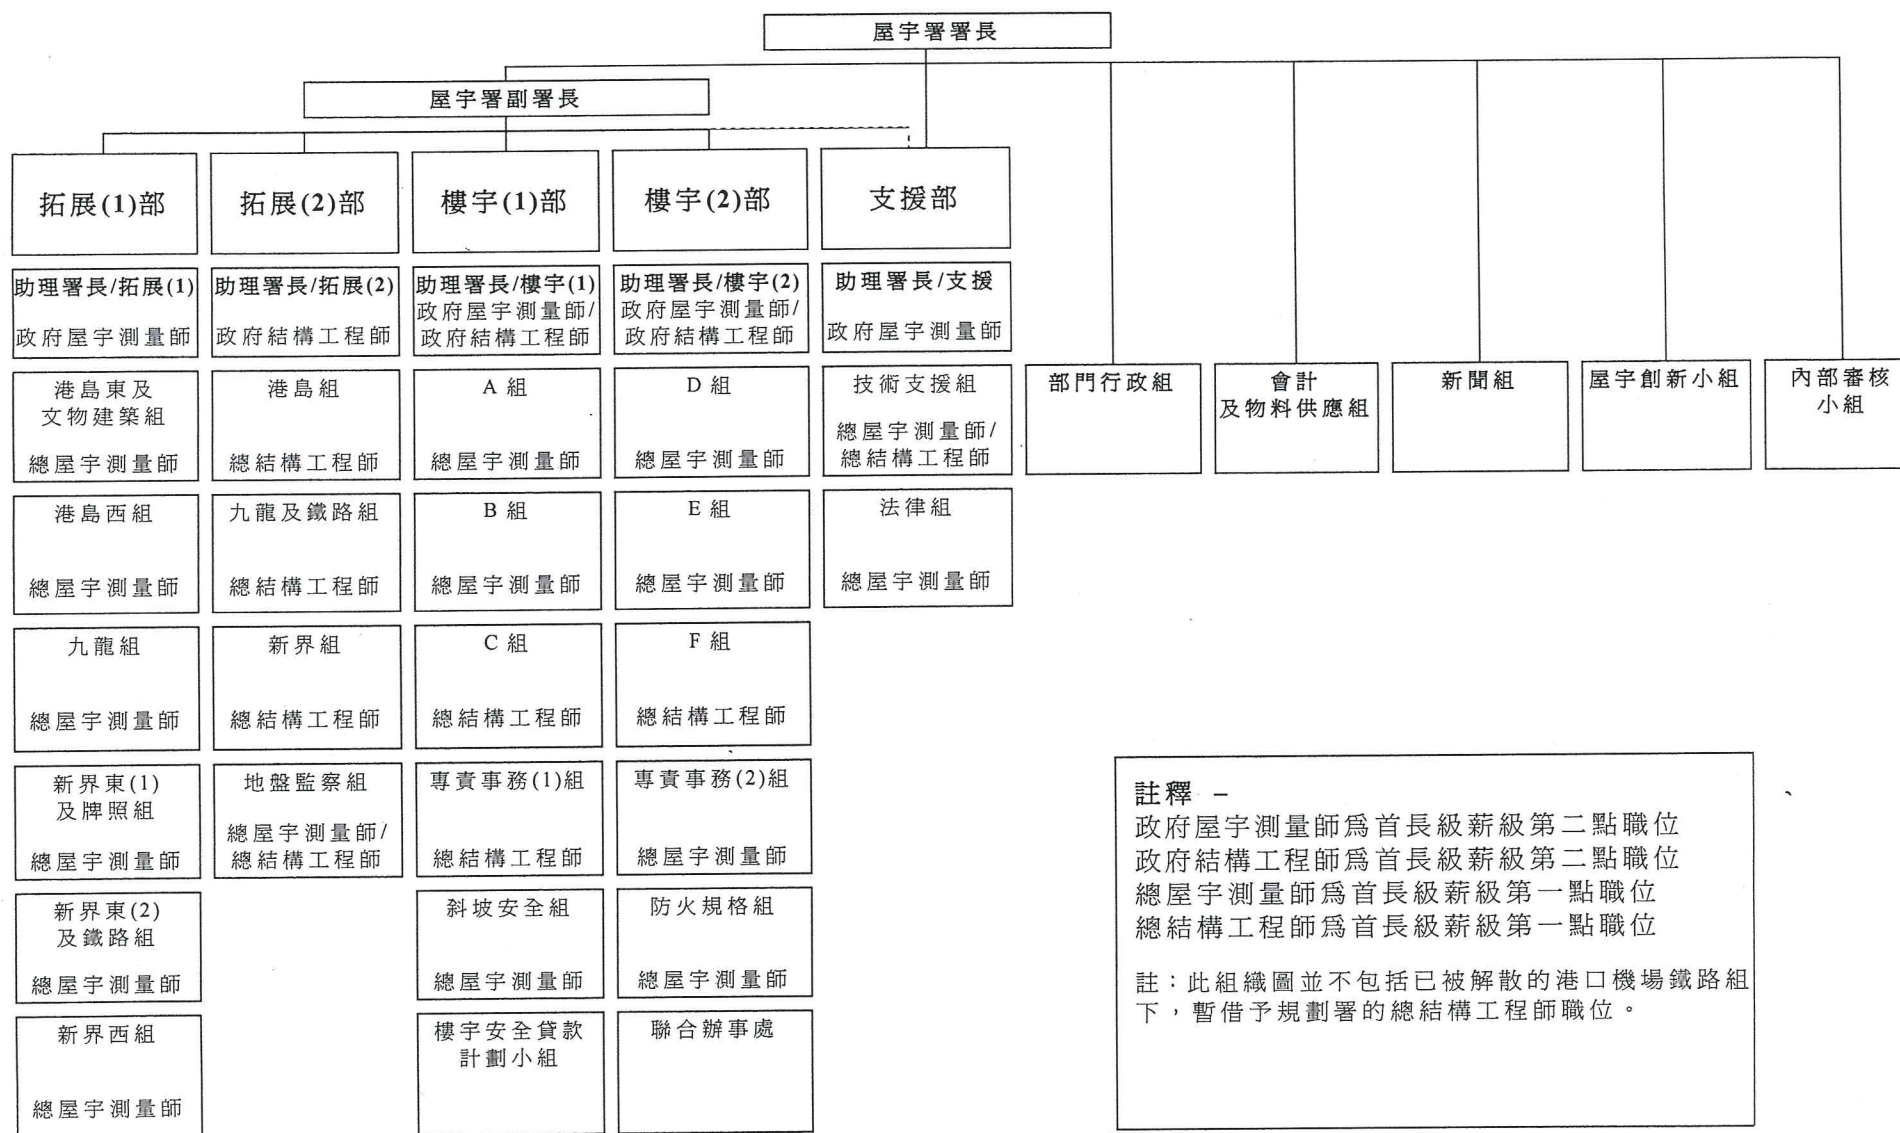 屋宇署署長
屋宇署副署長
拓展(1)部
助理署長/拓展(1)
政府屋宇測量師
港島東及
文物建築組
總屋宇測量師
港島西組
總屋宇測量師
九龍組
總屋宇測量師
新界東(1)
及牌照組
總屋宇測量師
新界東(2)
及鐵路組
總屋宇測量師
新界西組
總屋宇測量師
拓展(2)部
助理署長/拓展(2)
政府結構工程師
港島組
總結構工程師
九龍及鐵路組
總結構工程師
新界組
總結構工程師
地盤監察組
總屋宇測量師/
總結構工程師
樓宇(1)部
助理署長/樓宇(1)
政府屋宇測量師/
政府結構工程師
A 組
總屋宇測量師
B 組
總屋宇測量師
C 組
總結構工程師
專責事務(1)組
總結構工程師
斜坡安全組
總屋宇測量師
樓宇安全貸款
計劃小組
樓宇(2)部
助理署長/樓宇(2)
政府屋宇測量師/
政府結構工程師
D 組
總屋宇測量師
E 組
總屋宇測量師
F 組
總結構工程師
專責事務(2)組
總屋宇測量師
防火規格組
總屋宇測量師
聯合辦事處
支援部
助理署長/支援
政府屋宇測量師
技術支援組
總屋宇測量師/
總結構工程師
法律組
總屋宇測量師
部門行政組
會計
及物料供應組
新聞組
屋宇創新小組
內部審核
小組
註釋 –
政府屋宇測量師爲首長級薪級第二點職位
政府結構工程師爲首長級薪級第二點職位
總屋宇測量師爲首長級薪級第一點職位
總結構工程師爲首長級薪級第一點職位
註：此組織圖並不包括已被解散的港口機場鐵路組
下，暫借予規劃署的總結構工程師職位。